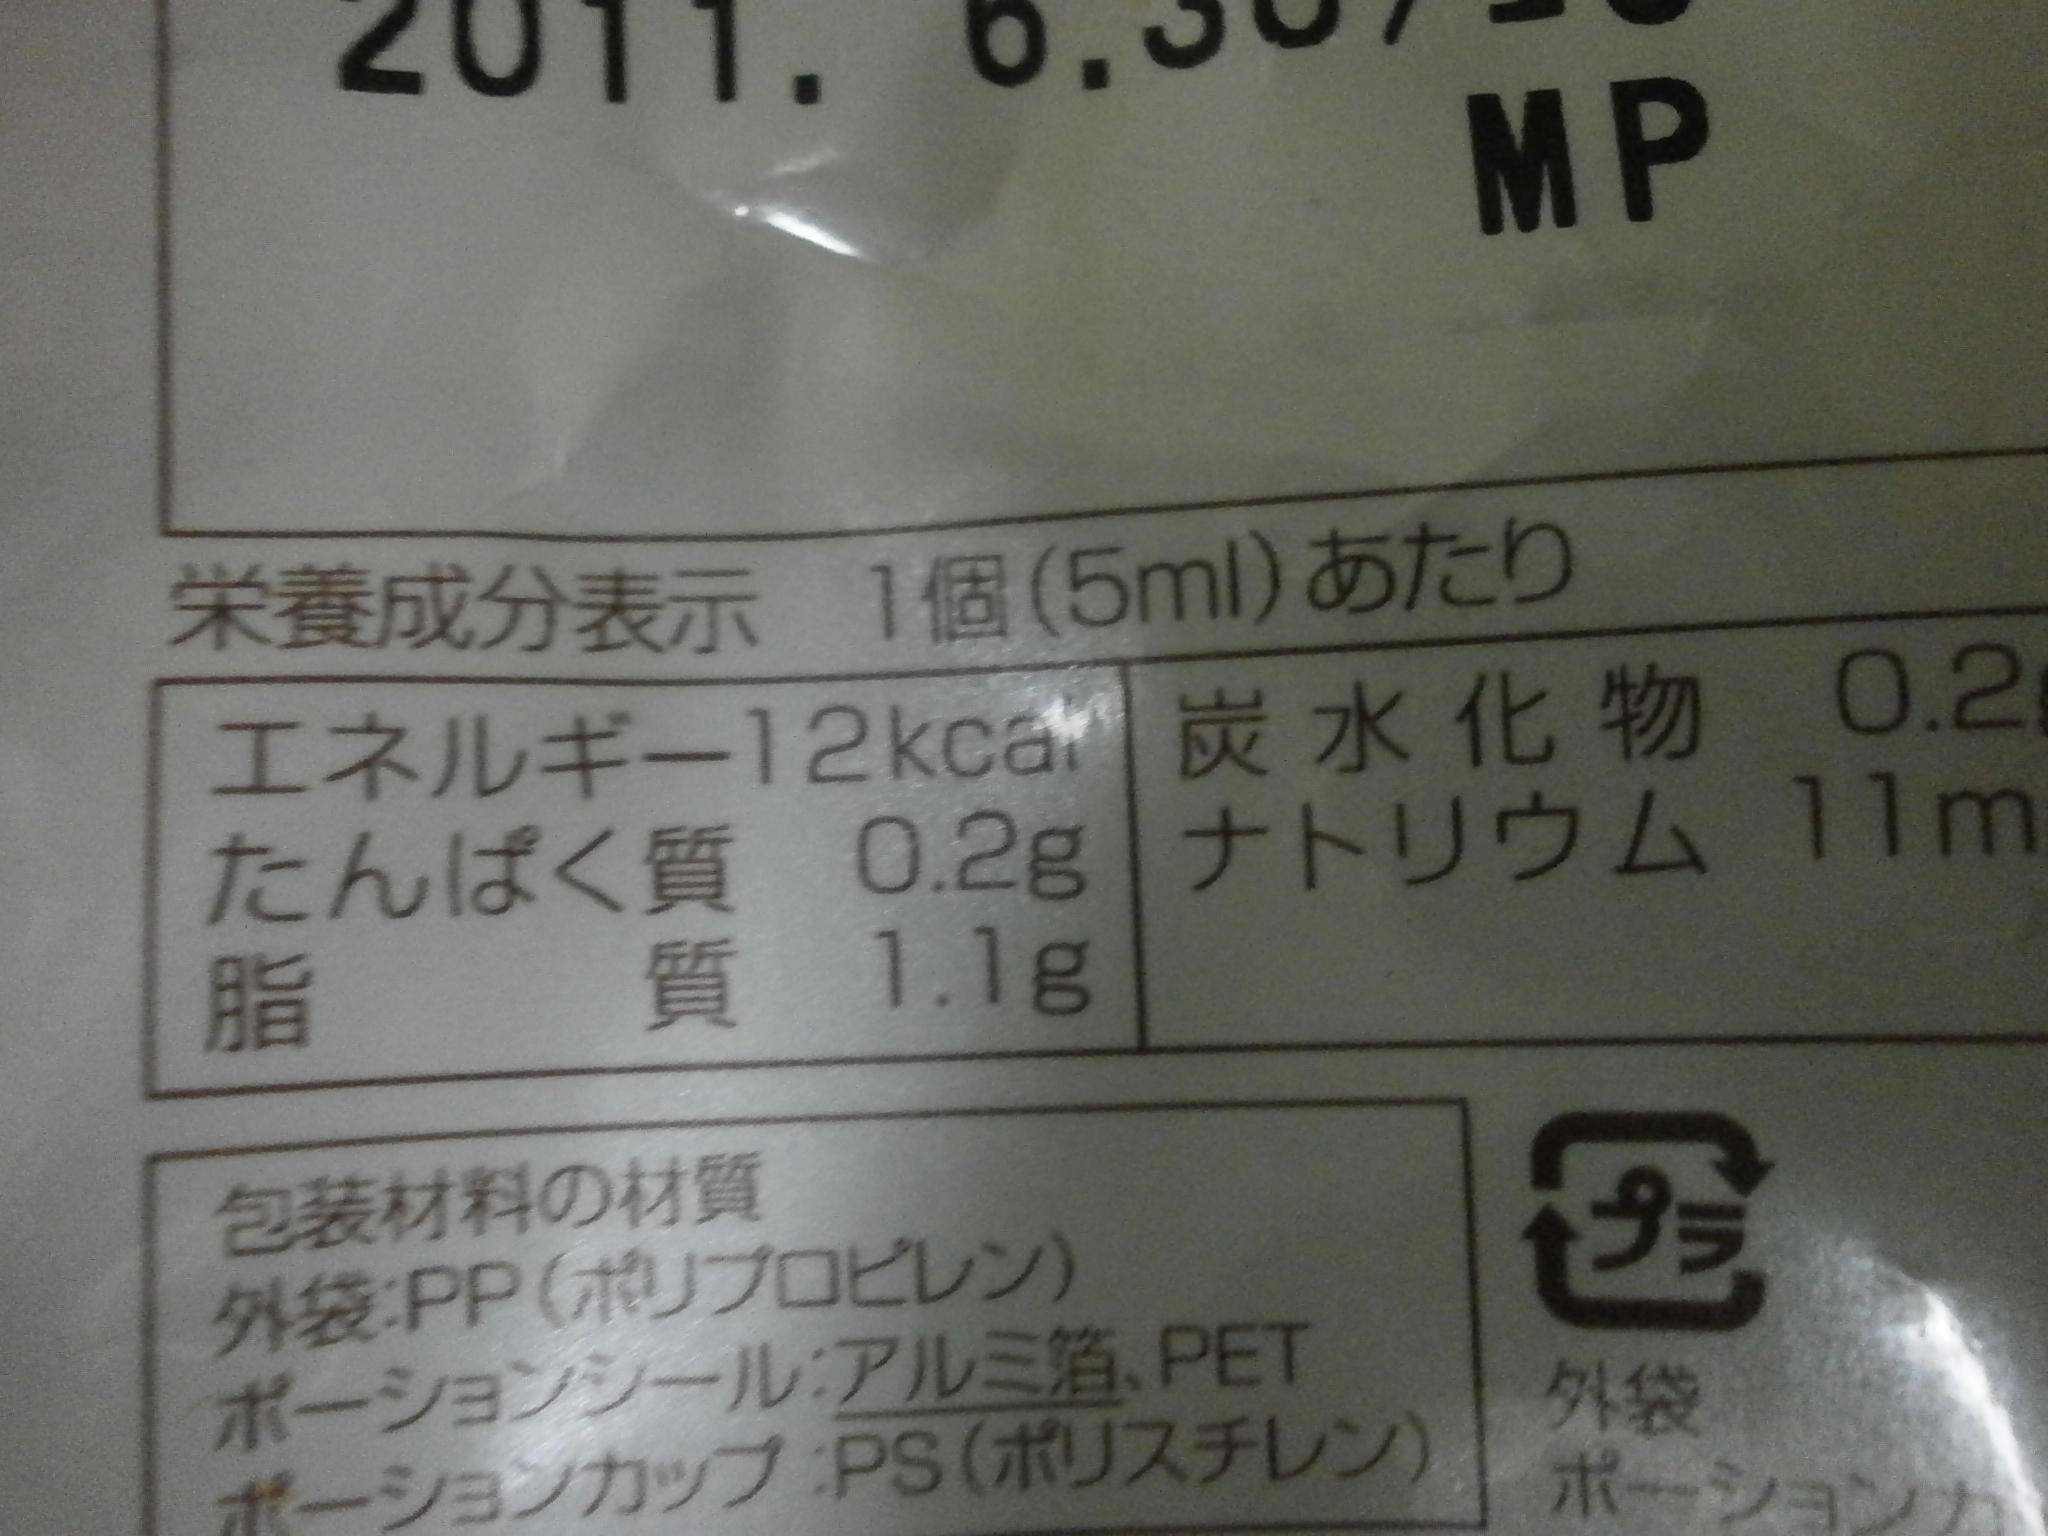 2011. 6.30/
MP
栄養成分表示 1個(5ml)あたり
エネルギー12kcal
たんぱく質 0.2g
脂 質 1.1g
炭水化物 0.2g
ナトリウム 11m
包装材料の材質
外袋:PP(ポリプロピレン)
ポーションシール:アルミ箔、PET
ポーションカップ:PS(ポリスチレン)
プラ
外袋
ポーションカ